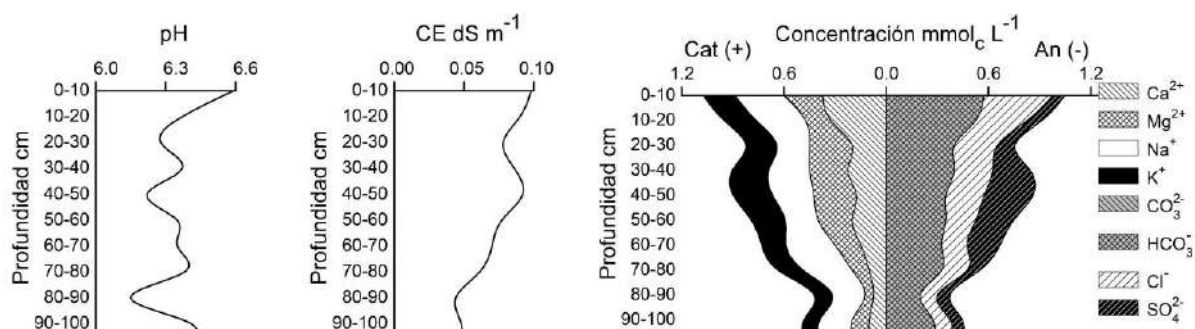 pH
6.0 6.3 6.6
Profundidad cm
0-10
10-20
20-30
30-40
40-50
50-60
60-70
70-80
80-90
90-100
CE dS m⁻¹
0.00 0.05 0.10
Profundidad cm
0-10
10-20
20-30
30-40
40-50
50-60
60-70
70-80
80-90
90-100
Concentración mmol_c L⁻¹
Cat (+) An (-)
1.2 0.6 0.0 0.6 1.2
Profundidad cm
0-10
10-20
20-30
30-40
40-50
50-60
60-70
70-80
80-90
90-100
Ca²⁺
Mg²⁺
Na⁺
K⁺
CO₃²⁻
HCO₃⁻
Cl⁻
SO₄²⁻